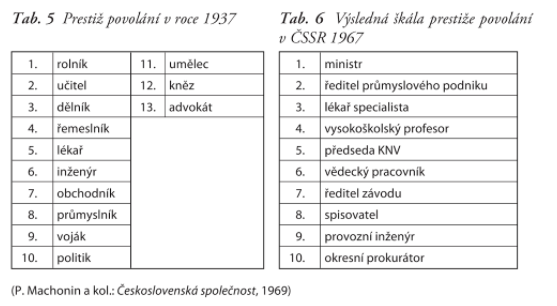 Tab. 5 Prestiž povolání v roce 1937
1. rolník
2. učitel
3. dělník
4. řemeslník
5. lékař
6. inženýr
7. obchodník
8. průmyslník
9. voják
10. politik
11. umělec
12. kněz
13. advokát
Tab. 6 Výsledná škála prestiže povolání
v ČSSR 1967
1. ministr
2. ředitel průmyslového podniku
3. lékař specialista
4. vysokoškolský profesor
5. předseda KNV
6. vědecký pracovník
7. ředitel závodu
8. spisovatel
9. provozní inženýr
10. okresní prokurátor
(P. Machonin a kol.: Československá společnost, 1969)